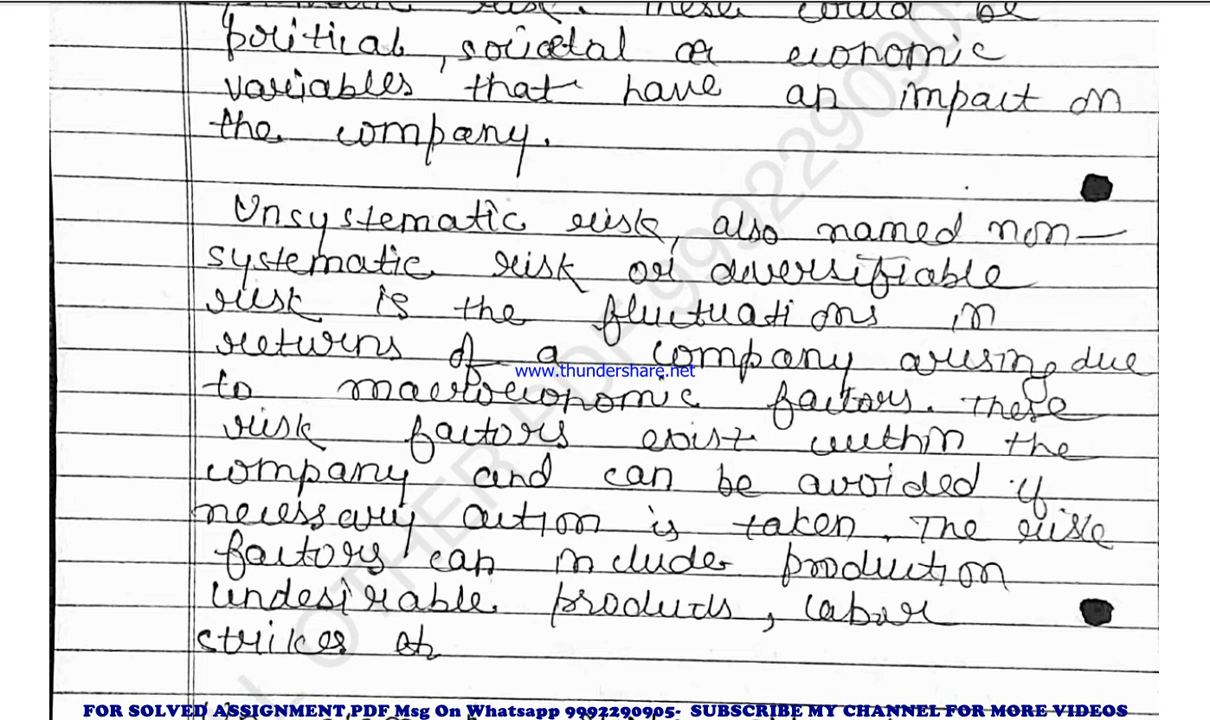 risk. These could be
political, societal or economic
variables that have an impact on
the company.
Unsystematic risk, also named non-
systematic risk or diversifiable
risk is the fluctuations in
returns of a company arising due
www.thundershare.net
to macroeconomic factors. These
risk factors exist within the
company and can be avoided if
necessary action is taken. The risk
factors can include production
undesirable products, labor
strikes etc
FOR SOLVED ASSIGNMENT,PDF Msg On Whatsapp 9992290905- SUBSCRIBE MY CHANNEL FOR MORE VIDEOS